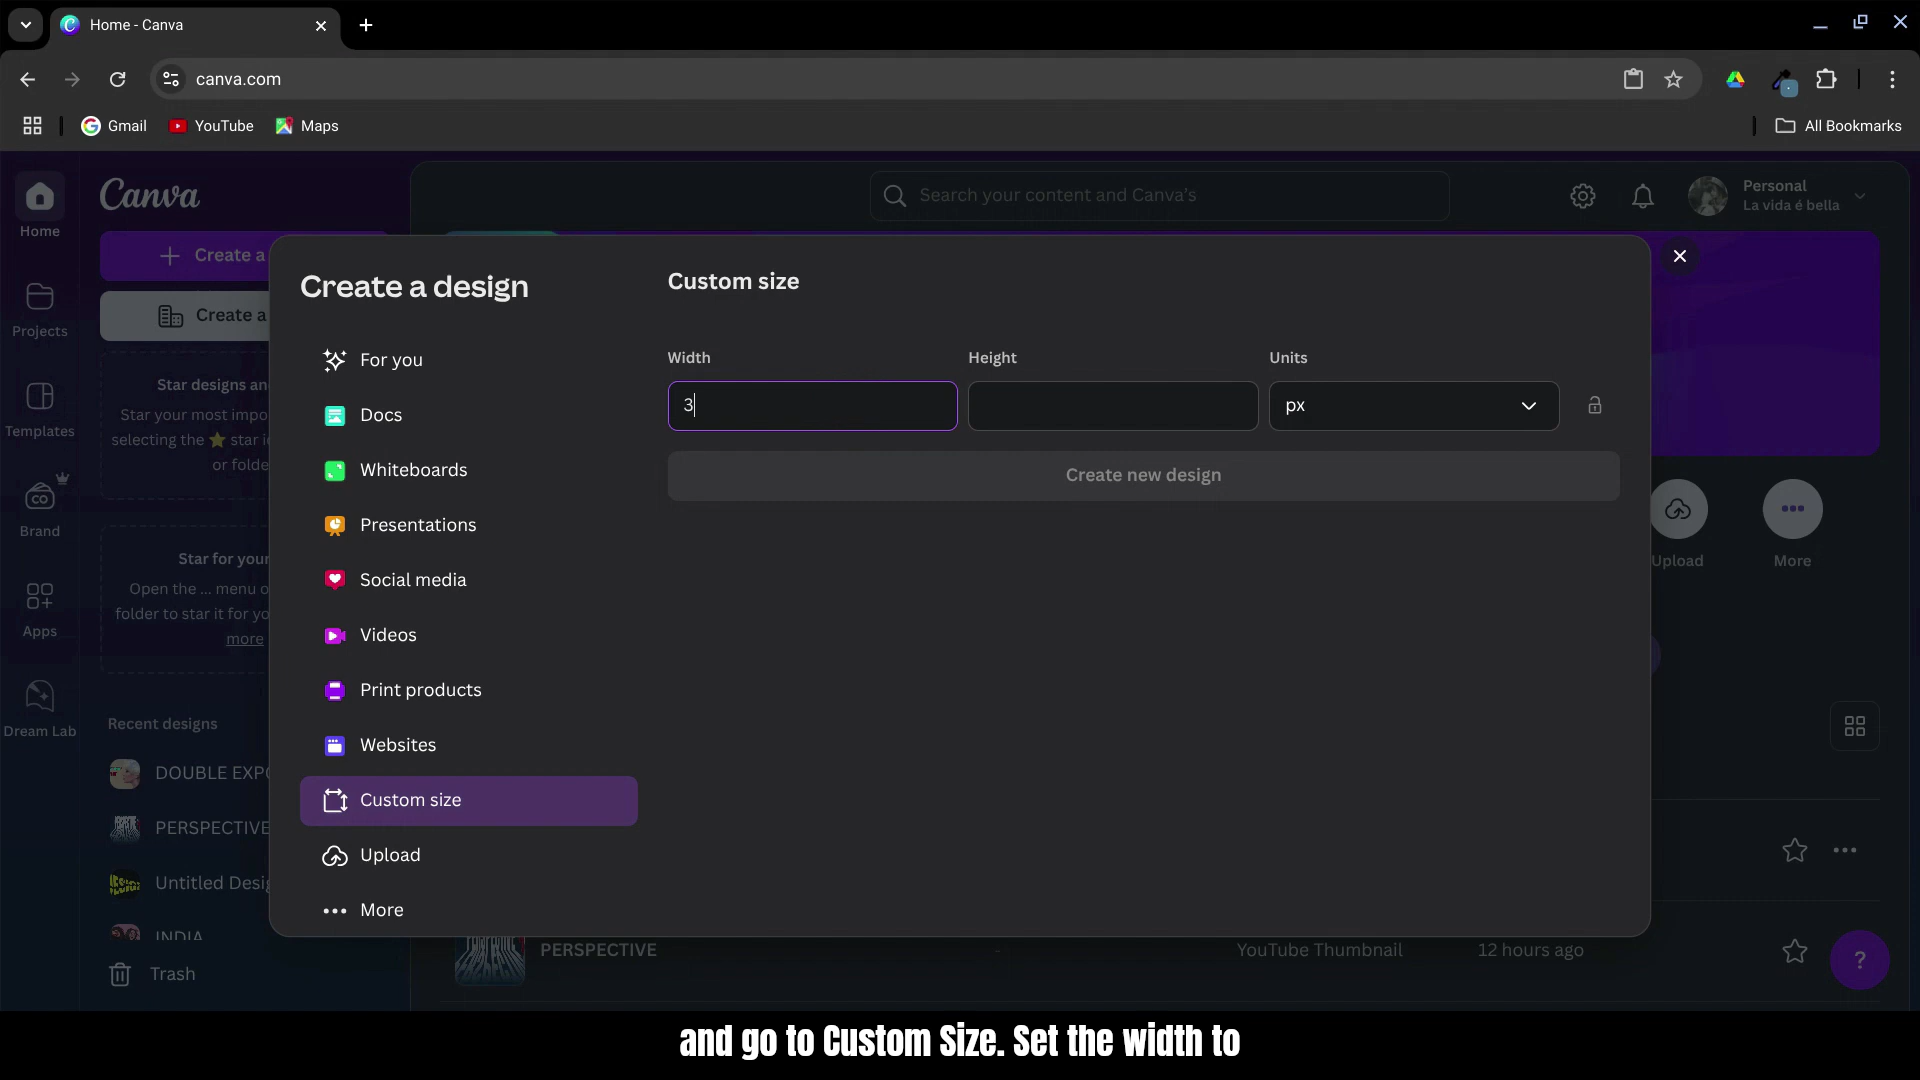 Home - Canva
canva.com
Gmail
YouTube
Maps
All Bookmarks
Canva
Search your content and Canva's
Personal
La vida é bella
Home
Create a
Create a
Projects
Star designs an
Star your most impo
selecting the ⭐ star ic
or folde
Templates
Brand
Star for your
Open the ... menu o
folder to star it for yo
more
Apps
Dream Lab
Recent designs
DOUBLE EXPO
PERSPECTIVE
Untitled Desig
INDIA
Trash
Create a design
For you
Docs
Whiteboards
Presentations
Social media
Videos
Print products
Websites
Custom size
Upload
More
Custom size
Width
Height
Units
3
px
Create new design
Upload
More
PERSPECTIVE
-
YouTube Thumbnail
12 hours ago
?
and go to Custom Size. Set the width to